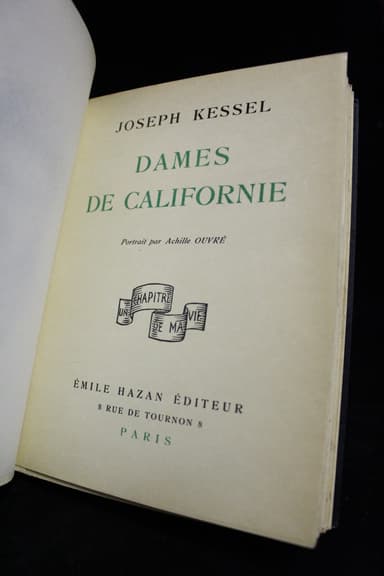 JOSEPH KESSEL
DAMES
DE CALIFORNIE
Portrait par Achille OUVRÉ
UN CHAPITRE DE MA VIE
ÉMILE HAZAN ÉDITEUR
8 RUE DE TOURNON 8
PARIS